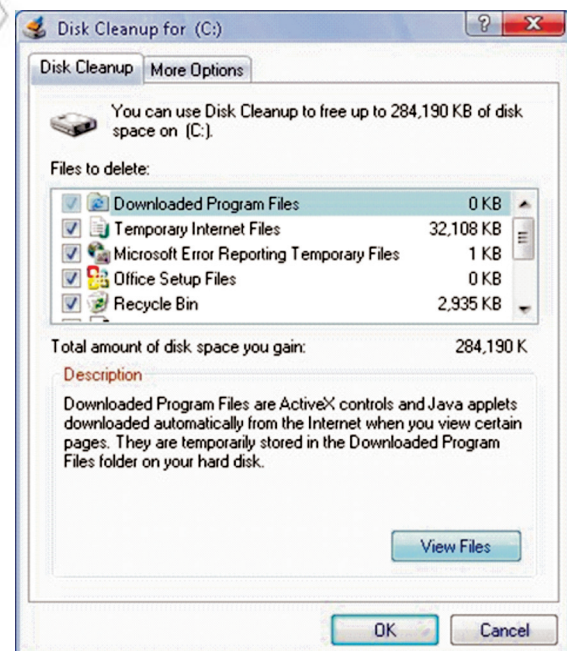 Disk Cleanup for (C:)
?
X
Disk Cleanup
More Options
You can use Disk Cleanup to free up to 284,190 KB of disk
space on (C:).
Files to delete:
Downloaded Program Files 0 KB
Temporary Internet Files 32,108 KB
Microsoft Error Reporting Temporary Files 1 KB
Office Setup Files 0 KB
Recycle Bin 2,935 KB
Total amount of disk space you gain: 284,190 K
Description
Downloaded Program Files are ActiveX controls and Java applets
downloaded automatically from the Internet when you view certain
pages. They are temporarily stored in the Downloaded Program
Files folder on your hard disk.
View Files
OK
Cancel